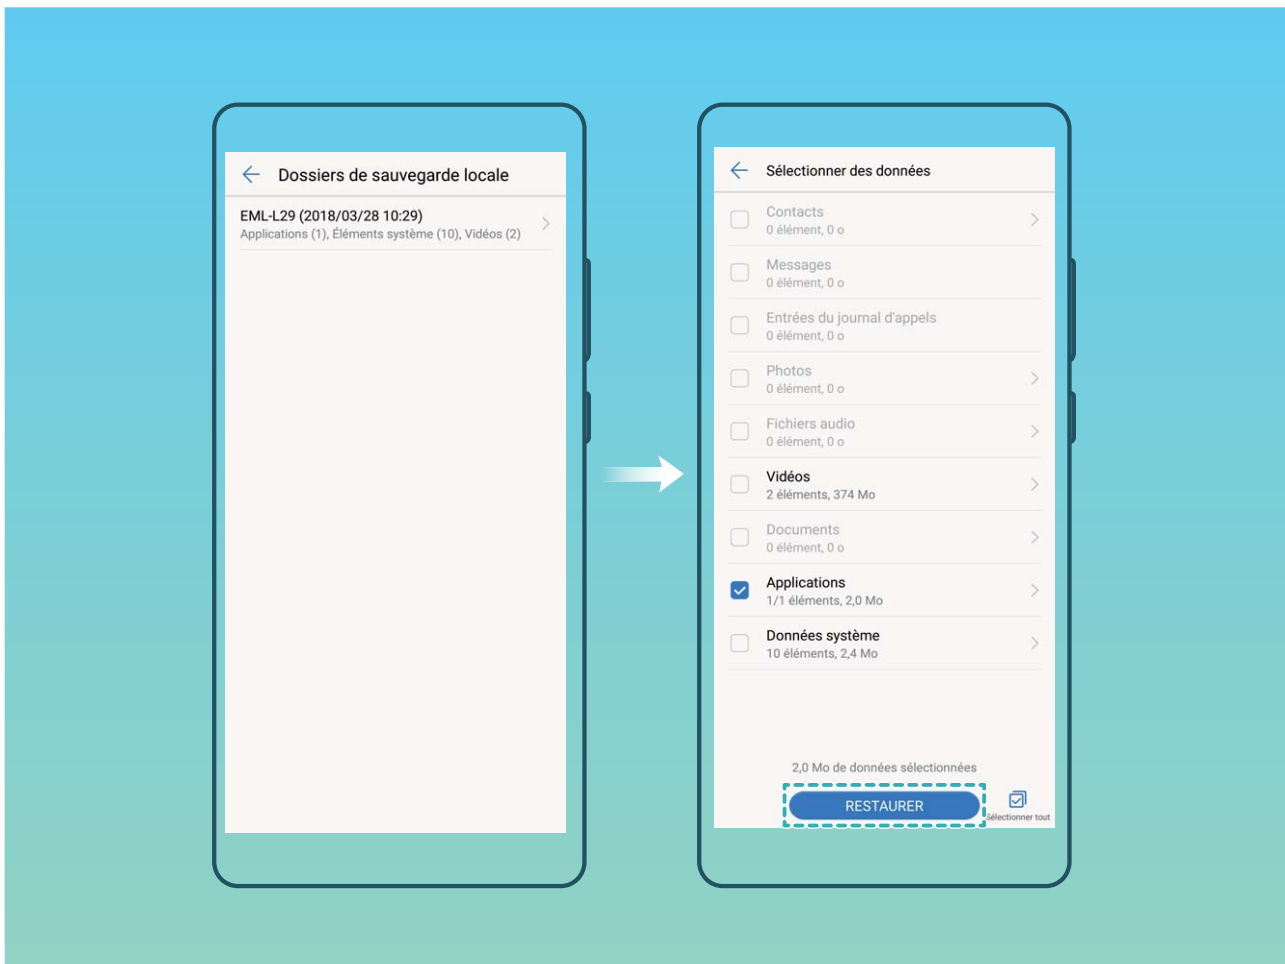 Dossiers de sauvegarde locale
EML-L29 (2018/03/28 10:29)
Applications (1), Éléments système (10), Vidéos (2)
Sélectionner des données
Contacts
0 élément, 0 o
Messages
0 élément, 0 o
Entrées du journal d'appels
0 élément, 0 o
Photos
0 élément, 0 o
Fichiers audio
0 élément, 0 o
Vidéos
2 éléments, 374 Mo
Documents
0 élément, 0 o
Applications
1/1 éléments, 2,0 Mo
Données système
10 éléments, 2,4 Mo
2,0 Mo de données sélectionnées
RESTAURER
Sélectionner tout